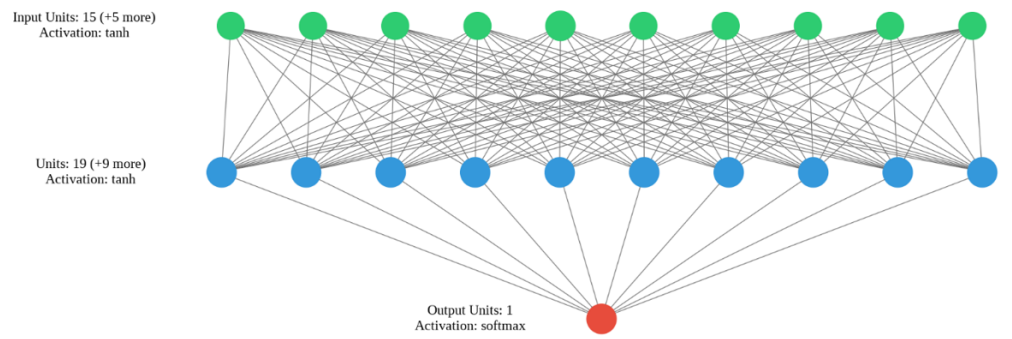 Input Units: 15 (+5 more)
Activation: tanh
Units: 19 (+9 more)
Activation: tanh
Output Units: 1
Activation: softmax